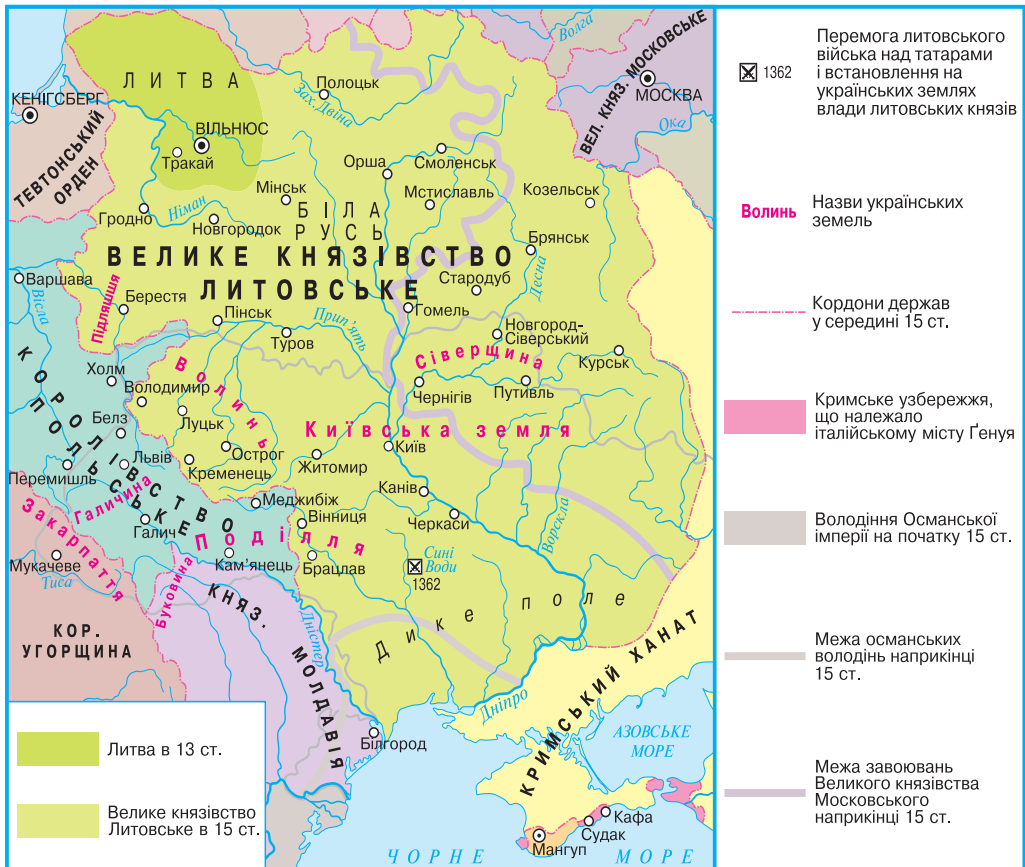 Волга
ЛИТВА
Полоцьк
Зах. Двіна
КЕНІГСБЕРГ
ВЕЛ. КНЯЗ. МОСКОВСЬКЕ
МОСКВА
Ока
ТЕВТОНСЬКИЙ
ОРДЕН
ВІЛЬНЮС
Тракай
Орша
Смоленськ
Мінськ
Мстиславль
Козельськ
Гродно
Німан
Новгородок
БІЛА
РУСЬ
Брянськ
ВЕЛИКЕ КНЯЗІВСТВО
ЛИТОВСЬКЕ
Варшава
Вісла
Підляшшя
Берестя
Стародуб
Десна
Гомель
Пінськ
Прип'ять
Туров
Новгород-
Сіверський
Сіверщина
Курськ
Холм
Володимир
Волинь
Чернігів
Путивль
КОРОЛІВСТВО
ПОЛЬСЬКЕ
Белз
Луцьк
Київська земля
Київ
Львів
Острог
Житомир
Перемишль
Кременець
Галичина
Меджибіж
Канів
Закарпаття
Галич
Поділля
Вінниця
Черкаси
Ворскла
Мукачеве
Тиса
Кам'янець
Брацлав
Сині
Води
1362
Буковина
КНЯЗ.
МОЛДАВІЯ
Дністер
Дике поле
КОР.
УГОРЩИНА
Дніпро
КРИМСЬКИЙ ХАНАТ
Білгород
АЗОВСЬКЕ
МОРЕ
Кафа
Судак
Мангуп
ЧОРНЕ МОРЕ
Литва в 13 ст.
Велике князівство
Литовське в 15 ст.
1362
Перемога литовського
війська над татарами
і встановлення на
українських землях
влади литовських князів
Волинь
Назви українських
земель
Кордони держав
у середині 15 ст.
Кримське узбережжя,
що належало
італійському місту Ґенуя
Володіння Османської
імперії на початку 15 ст.
Межа османських
володінь наприкінці
15 ст.
Межа завоювань
Великого князівства
Московського
наприкінці 15 ст.